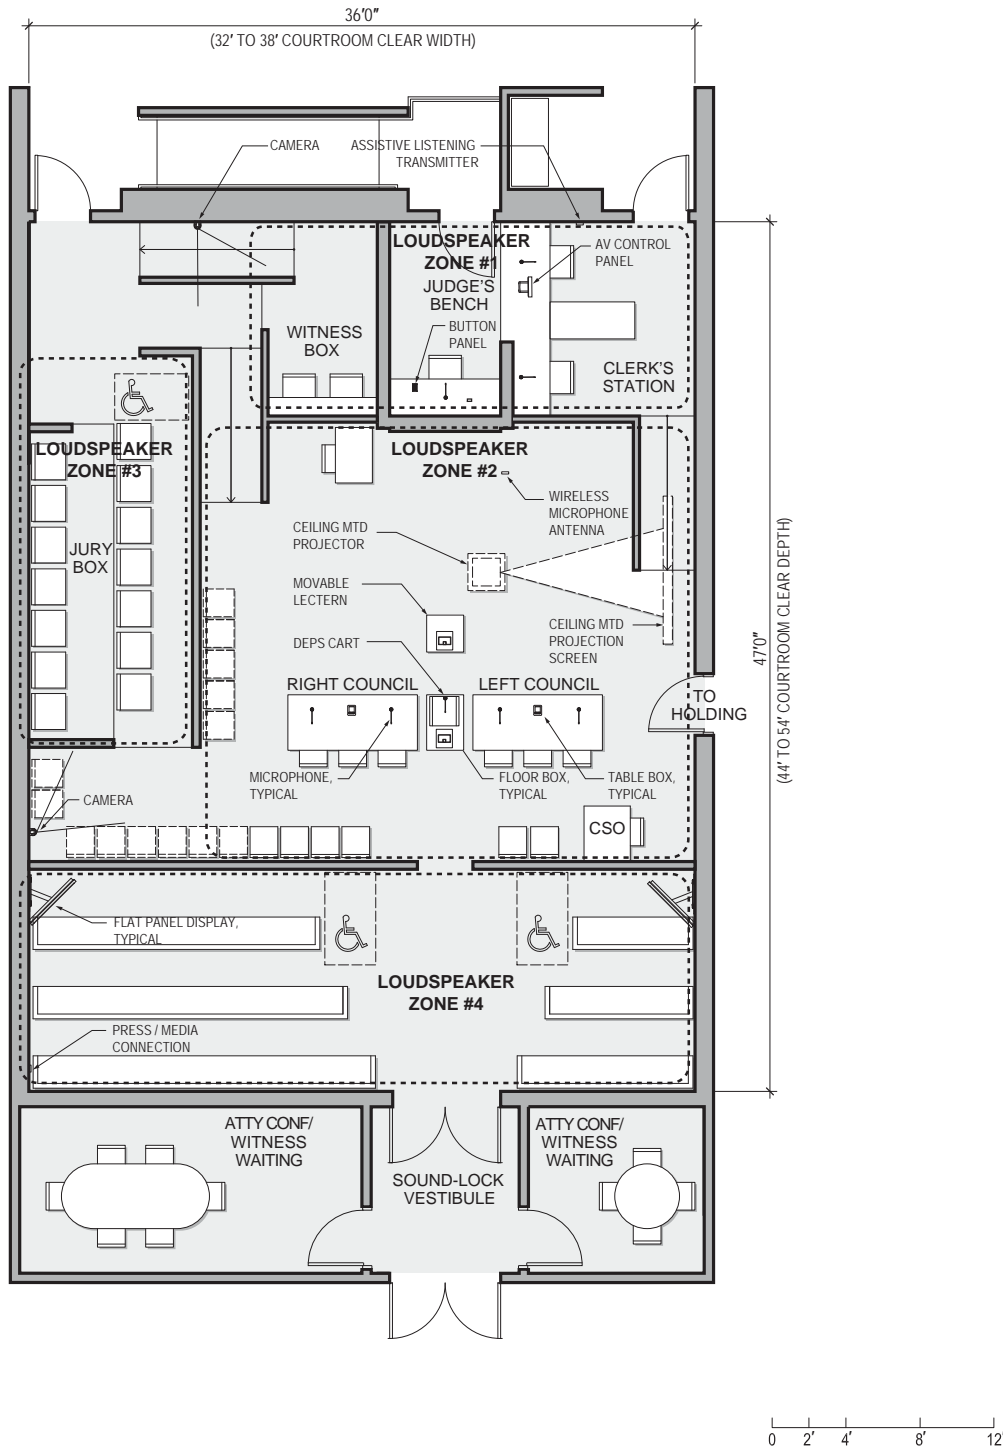 36′0″
(32′ TO 38′ COURTROOM CLEAR WIDTH)
CAMERA
ASSISTIVE LISTENING
TRANSMITTER
LOUDSPEAKER
ZONE #1
AV CONTROL
PANEL
JUDGE'S
BENCH
WITNESS
BOX
BUTTON
PANEL
CLERK'S
STATION
LOUDSPEAKER
ZONE #3
LOUDSPEAKER
ZONE #2
WIRELESS
MICROPHONE
ANTENNA
CEILING MTD
PROJECTOR
JURY
BOX
MOVABLE
LECTERN
CEILING MTD
PROJECTION
SCREEN
DEPS CART
47′0″
(44′ TO 54′ COURTROOM CLEAR DEPTH)
RIGHT COUNCIL
LEFT COUNCIL
TO
HOLDING
MICROPHONE,
TYPICAL
FLOOR BOX,
TYPICAL
TABLE BOX,
TYPICAL
CAMERA
CSO
FLAT PANEL DISPLAY,
TYPICAL
LOUDSPEAKER
ZONE #4
PRESS / MEDIA
CONNECTION
ATTY CONF/
WITNESS
WAITING
ATTY CONF/
WITNESS
WAITING
SOUND-LOCK
VESTIBULE
0 2′ 4′ 8′ 12